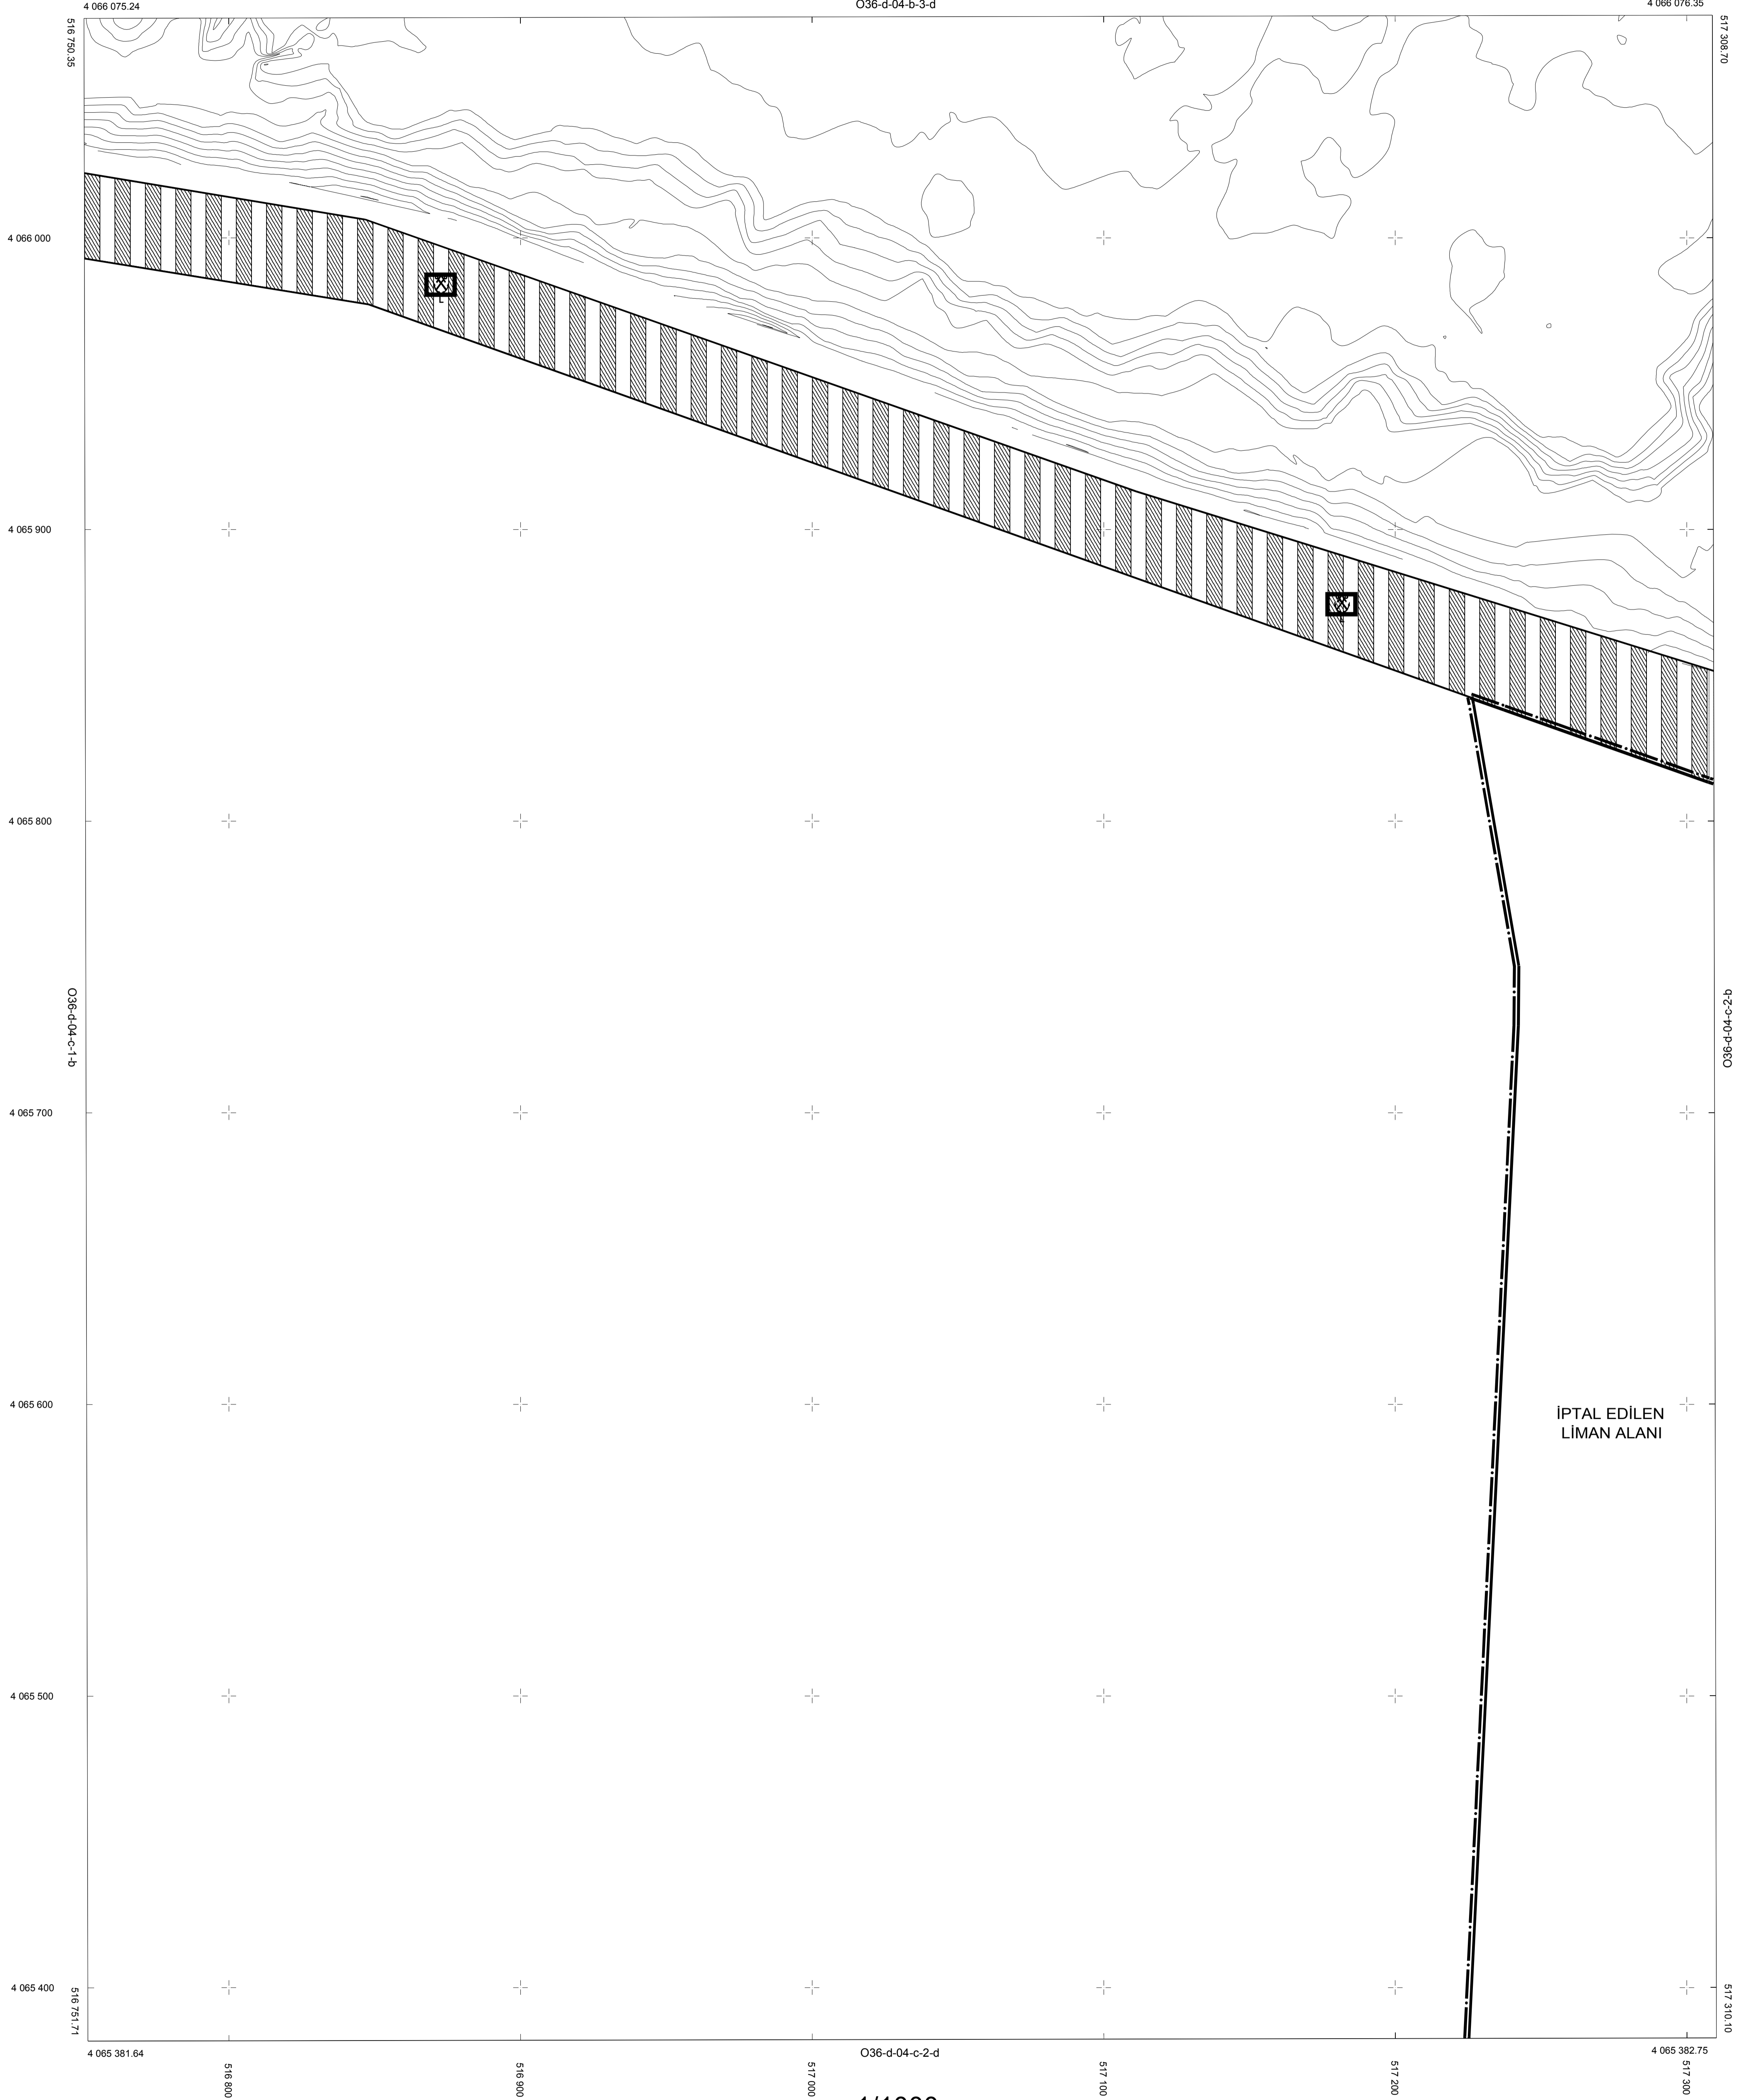 4 066 075.24
O36-d-04-b-3-d
4 066 076.35
516 750.35
517 308.70
4 066 000
L
4 065 900
L
4 065 800
O36-d-04-c-1-b
O36-d-04-c-2-b
4 065 700
4 065 600
İPTAL EDİLEN
LİMAN ALANI
4 065 500
4 065 400
516 751.71
517 310.10
4 065 381.64
O36-d-04-c-2-d
4 065 382.75
516 800
516 900
517 000
517 100
517 200
517 300